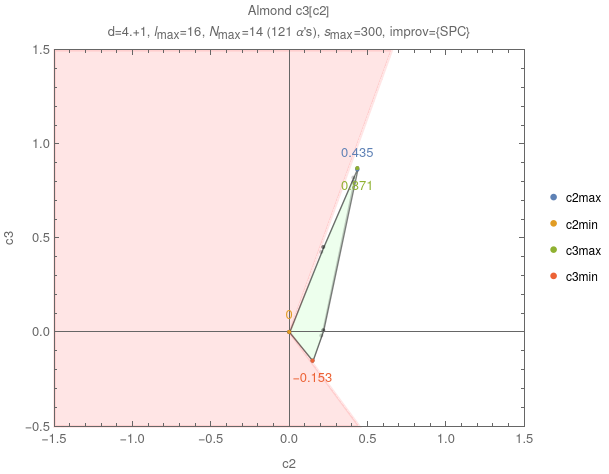 Almond c3[c2]
d=4.+1, lmax=16, Nmax=14 (121 α's), smax=300, improv={SPC}
1.5
1.0
0.5
0.0
−0.5
c3
0.435
0.871
0
−0.153
−1.5 −1.0 −0.5 0.0 0.5 1.0 1.5
c2
c2max
c2min
c3max
c3min